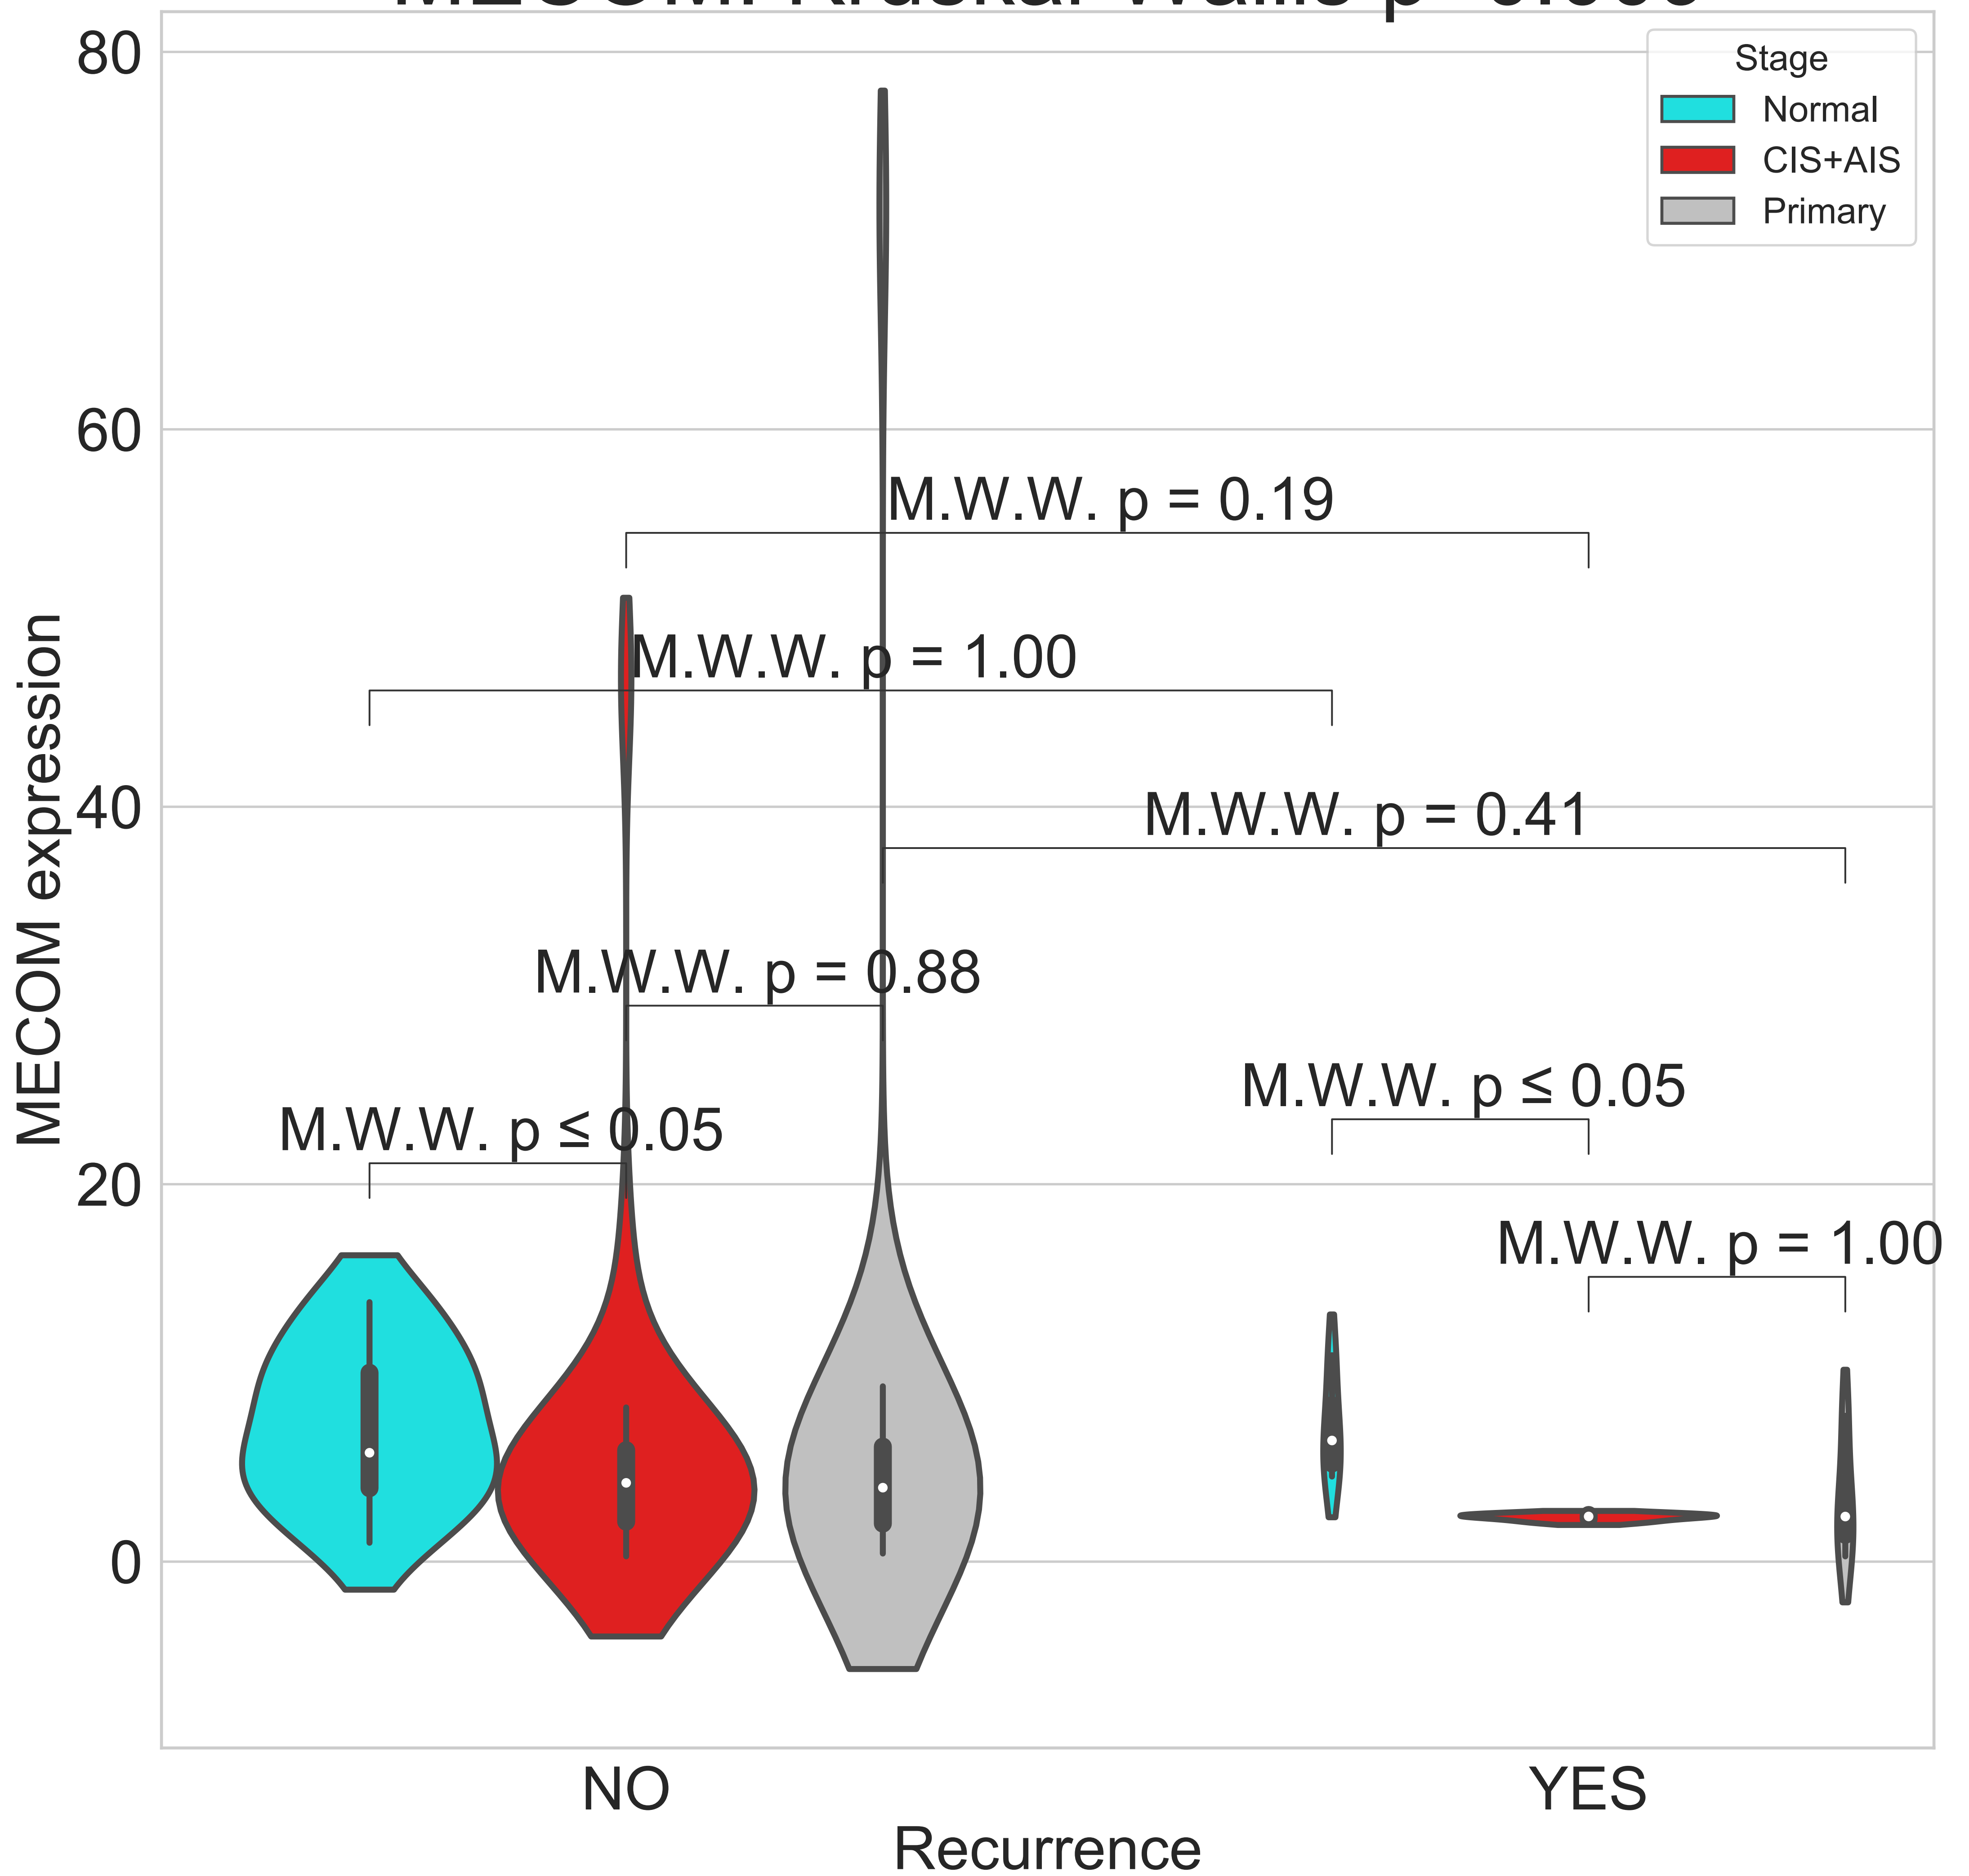 80
60
40
20
0
MECOM expression
Stage
Normal
CIS+AIS
Primary
M.W.W. p = 0.19
M.W.W. p = 1.00
M.W.W. p = 0.41
M.W.W. p = 0.88
M.W.W. p ≤ 0.05
M.W.W. p ≤ 0.05
M.W.W. p = 1.00
NO
YES
Recurrence